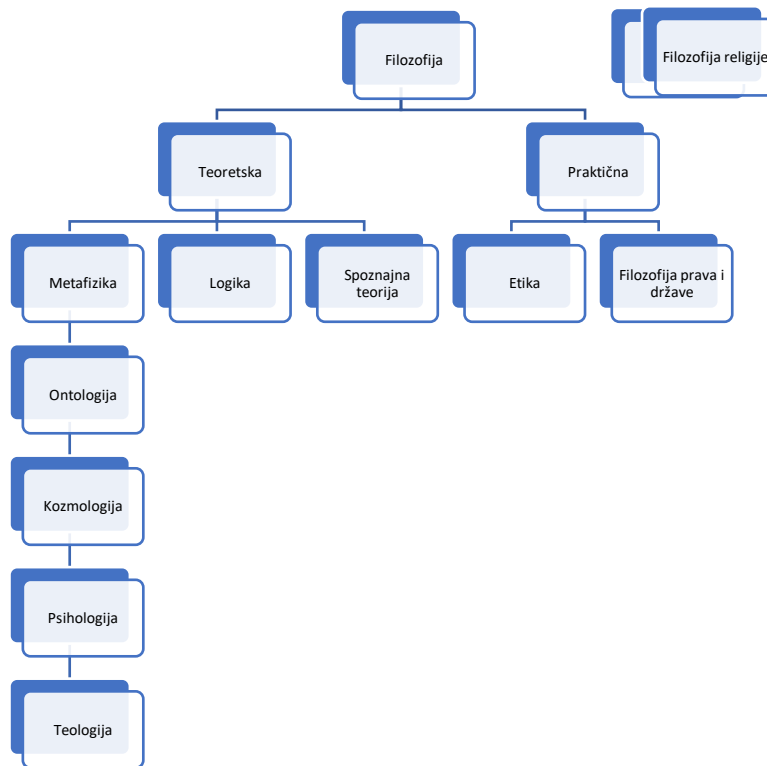 Filozofija
Filozofija religije
Teoretska
Praktična
Metafizika
Logika
Spoznajna
teorija
Etika
Filozofija prava i
države
Ontologija
Kozmologija
Psihologija
Teologija